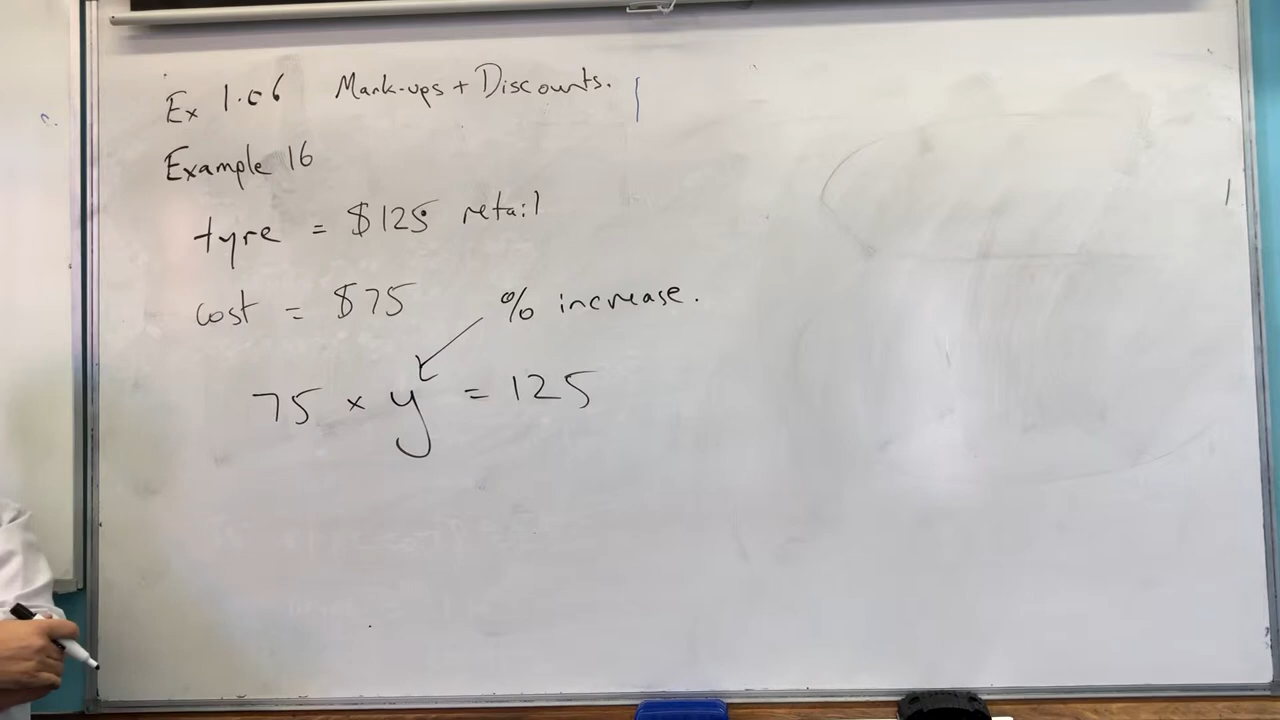 Ex 1.06 Mark-ups + Discounts.
Example 16
tyre = $125 retail
cost = $75 % increase.
75 × y = 125